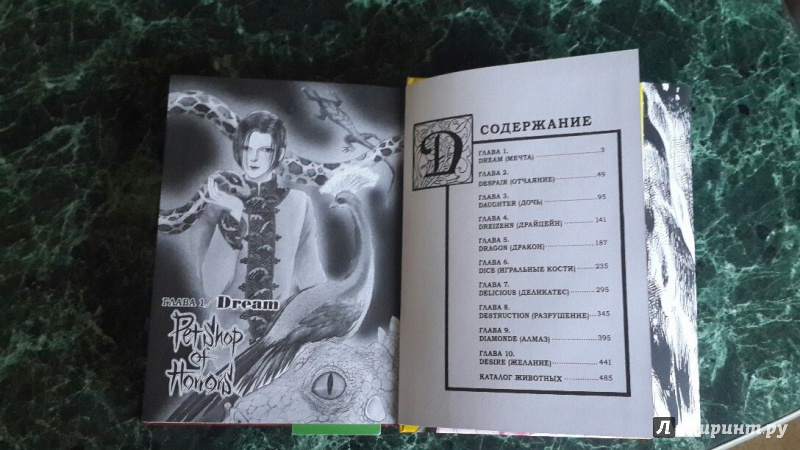 ГЛАВА 1. Dream
Pet Shop
of
Horrors
D
СОДЕРЖАНИЕ
ГЛАВА 1.
DREAM (МЕЧТА) 3
ГЛАВА 2.
DESPAIR (ОТЧАЯНИЕ) 49
ГЛАВА 3.
DAUGHTER (ДОЧЬ) 95
ГЛАВА 4.
DREIZEHN (ДРАЙЦЕЙН) 141
ГЛАВА 5.
DRAGON (ДРАКОН) 187
ГЛАВА 6.
DICE (ИГРАЛЬНЫЕ КОСТИ) 235
ГЛАВА 7.
DELICIOUS (ДЕЛИКАТЕС) 295
ГЛАВА 8.
DESTRUCTION (РАЗРУШЕНИЕ) 345
ГЛАВА 9.
DIAMONDE (АЛМАЗ) 395
ГЛАВА 10.
DESIRE (ЖЕЛАНИЕ) 441
КАТАЛОГ ЖИВОТНЫХ 485
Лабиринт.ру